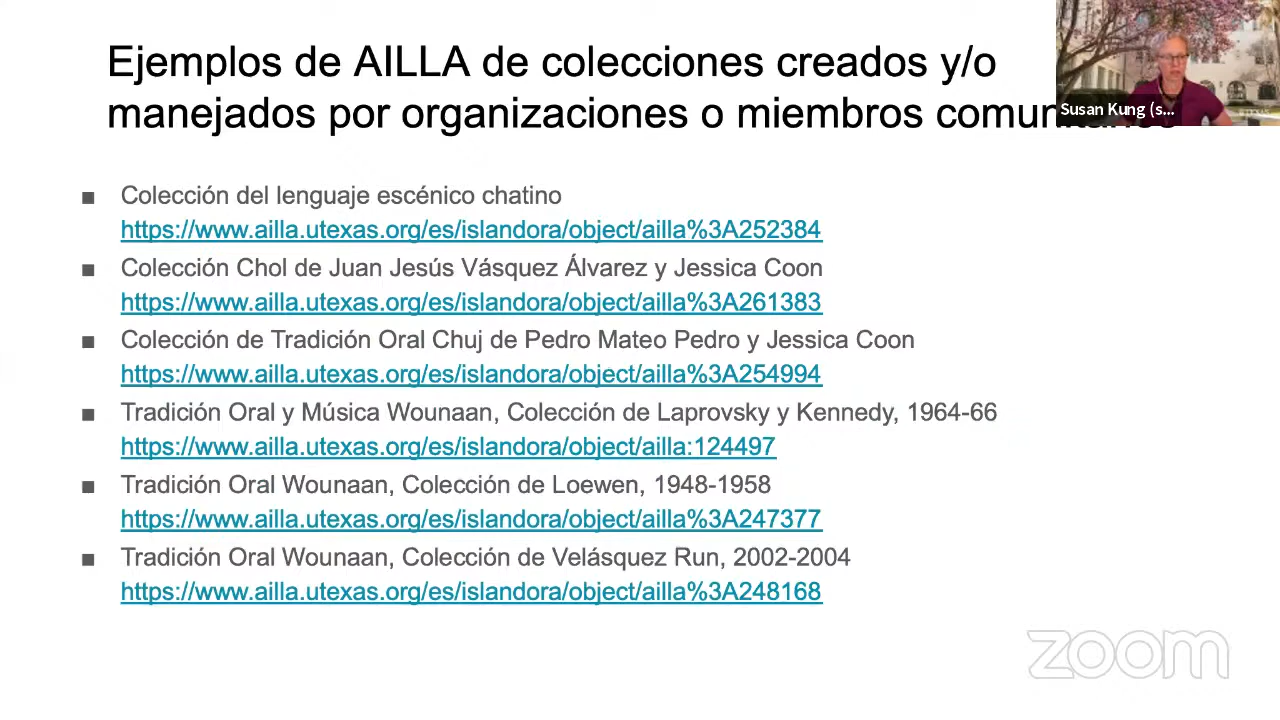 Ejemplos de AILLA de colecciones creados y/o
manejados por organizaciones o miembros
Susan Kung (s...
■ Colección del lenguaje escénico chatino
https://www.ailla.utexas.org/es/islandora/object/ailla%3A252384
■ Colección Chol de Juan Jesús Vásquez Álvarez y Jessica Coon
https://www.ailla.utexas.org/es/islandora/object/ailla%3A261383
■ Colección de Tradición Oral Chuj de Pedro Mateo Pedro y Jessica Coon
https://www.ailla.utexas.org/es/islandora/object/ailla%3A254994
■ Tradición Oral y Música Wounaan, Colección de Laprovsky y Kennedy, 1964-66
https://www.ailla.utexas.org/es/islandora/object/ailla:124497
■ Tradición Oral Wounaan, Colección de Loewen, 1948-1958
https://www.ailla.utexas.org/es/islandora/object/ailla%3A247377
■ Tradición Oral Wounaan, Colección de Velásquez Run, 2002-2004
https://www.ailla.utexas.org/es/islandora/object/ailla%3A248168
zoom